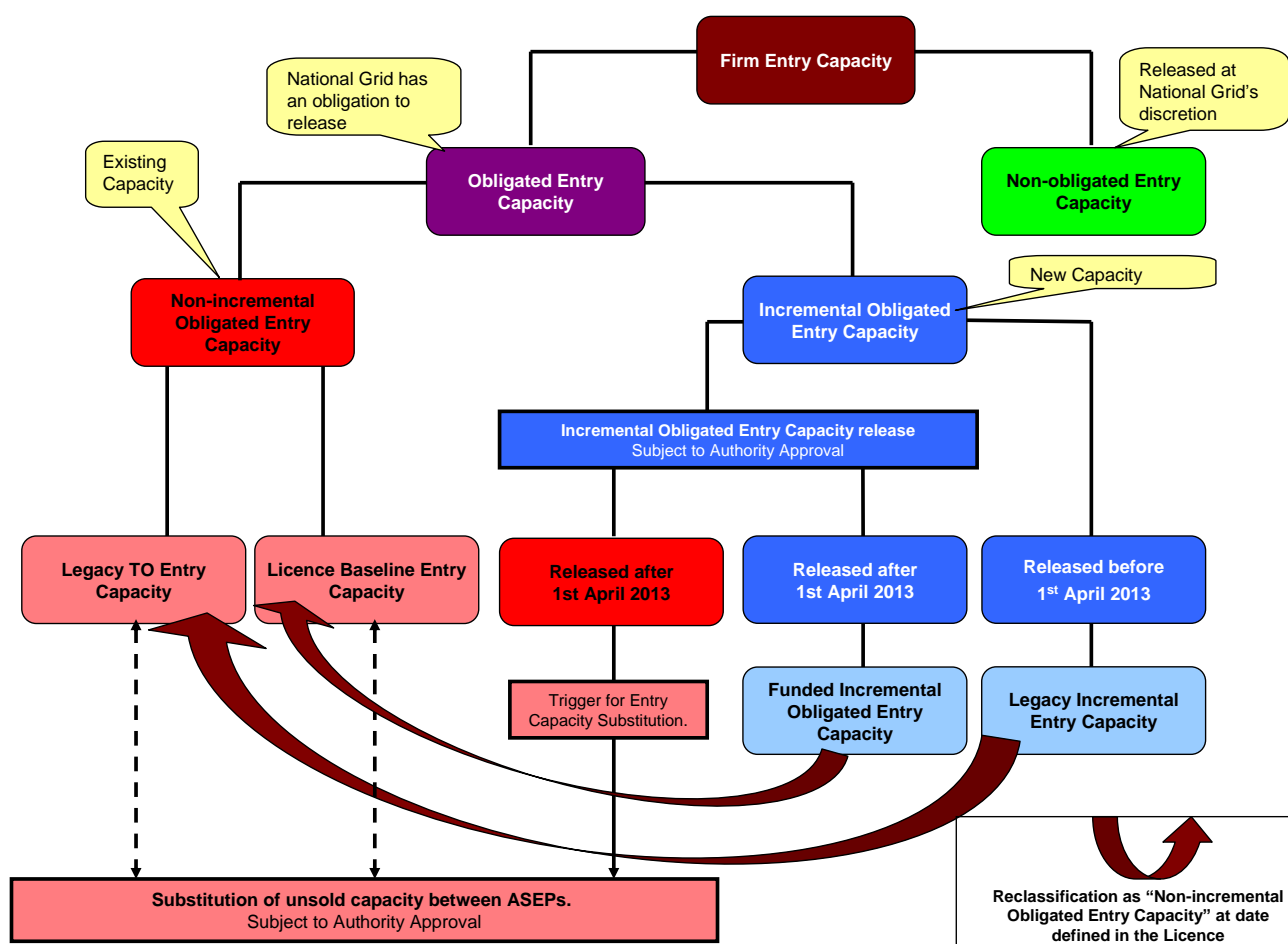 Firm Entry Capacity
National Grid has
an obligation to
release
Released at
National Grid's
discretion
Existing
Capacity
Obligated Entry
Capacity
Non-obligated Entry
Capacity
New Capacity
Non-incremental
Obligated Entry
Capacity
Incremental Obligated
Entry Capacity
Incremental Obligated Entry Capacity release
Subject to Authority Approval
Legacy TO Entry
Capacity
Licence Baseline Entry
Capacity
Released after
1st April 2013
Released after
1st April 2013
Released before
1st April 2013
Trigger for Entry
Capacity Substitution.
Funded Incremental
Obligated Entry
Capacity
Legacy Incremental
Entry Capacity
Substitution of unsold capacity between ASEPs.
Subject to Authority Approval
Reclassification as “Non-incremental
Obligated Entry Capacity” at date
defined in the Licence